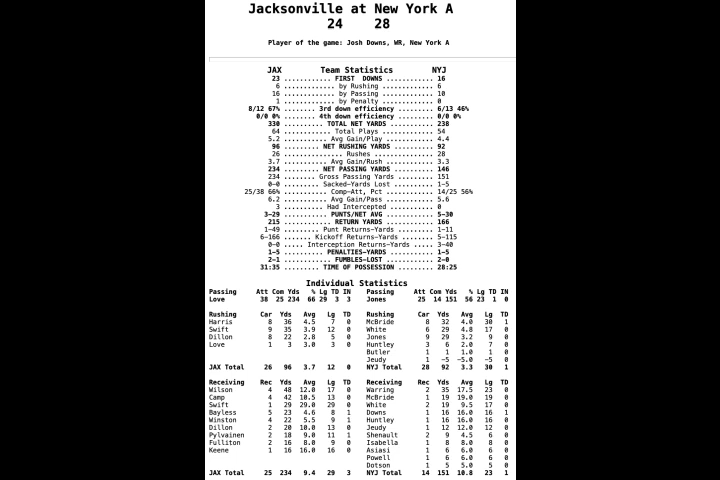 Jacksonville at New York A
24 28
Player of the game: Josh Downs, WR, New York A
JAX Team Statistics NYJ
23 ............ FIRST DOWNS ............ 16
6 ............ by Rushing ............ 6
16 ............ by Passing ............ 10
1 ............ by Penalty ............ 0
8/12 67% ........ 3rd down efficiency ........ 6/13 46%
0/0 0% ........ 4th down efficiency ........ 0/0 0%
330 .......... TOTAL NET YARDS .......... 238
64 ............ Total Plays ............ 54
5.2 ........... Avg Gain/Play ........... 4.4
96 ......... NET RUSHING YARDS ......... 92
26 ............... Rushes ............... 28
3.7 ........... Avg Gain/Rush ........... 3.3
234 ......... NET PASSING YARDS ......... 146
234 ........ Gross Passing Yards ........ 151
0-0 ......... Sacked-Yards Lost ......... 1-5
25/38 66% .......... Comp-Att, Pct .......... 14/25 56%
6.2 ........... Avg Gain/Pass ........... 5.6
3 .......... Had Intercepted .......... 0
3-29 ........... PUNTS/NET AVG ........... 5-30
215 ............ RETURN YARDS ............ 166
1-49 ........ Punt Returns-Yards ........ 1-11
6-166 ...... Kickoff Returns-Yards ...... 5-115
0-0 .... Interception Returns-Yards .... 3-40
1-5 .......... PENALTIES-YARDS .......... 1-5
2-1 ............ FUMBLES-LOST ............ 2-0
31:35 ......... TIME OF POSSESSION ......... 28:25
Individual Statistics
Passing Att Com Yds % Lg TD IN Passing Att Com Yds % Lg TD IN
Love 38 25 234 66 29 3 3 Jones 25 14 151 56 23 1 0
Rushing Car Yds Avg Lg TD Rushing Car Yds Avg Lg TD
Harris 8 36 4.5 7 0 McBride 8 32 4.0 30 1
Swift 9 35 3.9 12 0 White 6 29 4.8 17 0
Dillon 8 22 2.8 5 0 Jones 9 29 3.2 9 0
Love 1 3 3.0 3 0 Huntley 3 6 2.0 7 0
Butler 1 1 1.0 1 0
Jeudy 1 -5 -5.0 -5 0
JAX Total 26 96 3.7 12 0 NYJ Total 28 92 3.3 30 1
Receiving Rec Yds Avg Lg TD Receiving Rec Yds Avg Lg TD
Wilson 4 48 12.0 17 0 Warring 2 35 17.5 23 0
Camp 4 42 10.5 13 0 McBride 1 19 19.0 19 0
Swift 1 29 29.0 29 0 White 2 19 9.5 17 0
Bayless 5 23 4.6 8 1 Downs 1 16 16.0 16 1
Winston 4 22 5.5 9 1 Huntley 1 16 16.0 16 0
Dillon 2 20 10.0 13 0 Jeudy 1 12 12.0 12 0
Pylvainen 2 18 9.0 11 1 Shenault 2 9 4.5 6 0
Fulliton 2 16 8.0 9 0 Isabella 1 8 8.0 8 0
Keene 1 16 16.0 16 0 Asiasi 1 6 6.0 6 0
Powell 1 6 6.0 6 0
Dotson 1 5 5.0 5 0
JAX Total 25 234 9.4 29 3 NYJ Total 14 151 10.8 23 1